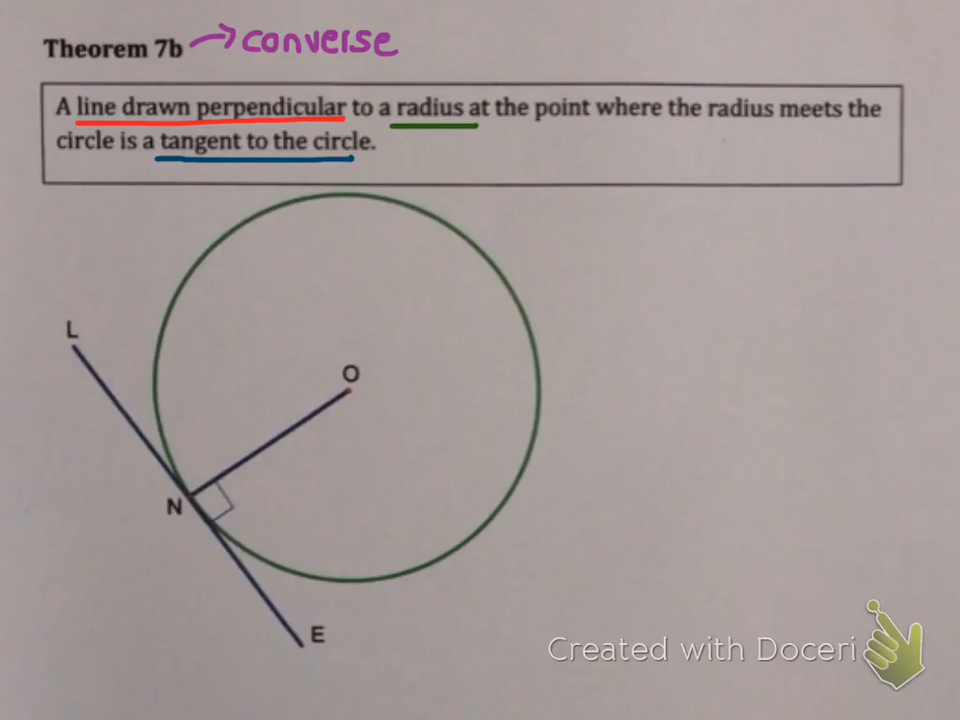 Theorem 7b → converse
A line drawn perpendicular to a radius at the point where the radius meets the
circle is a tangent to the circle.
L
O
N
E
Created with Doceri